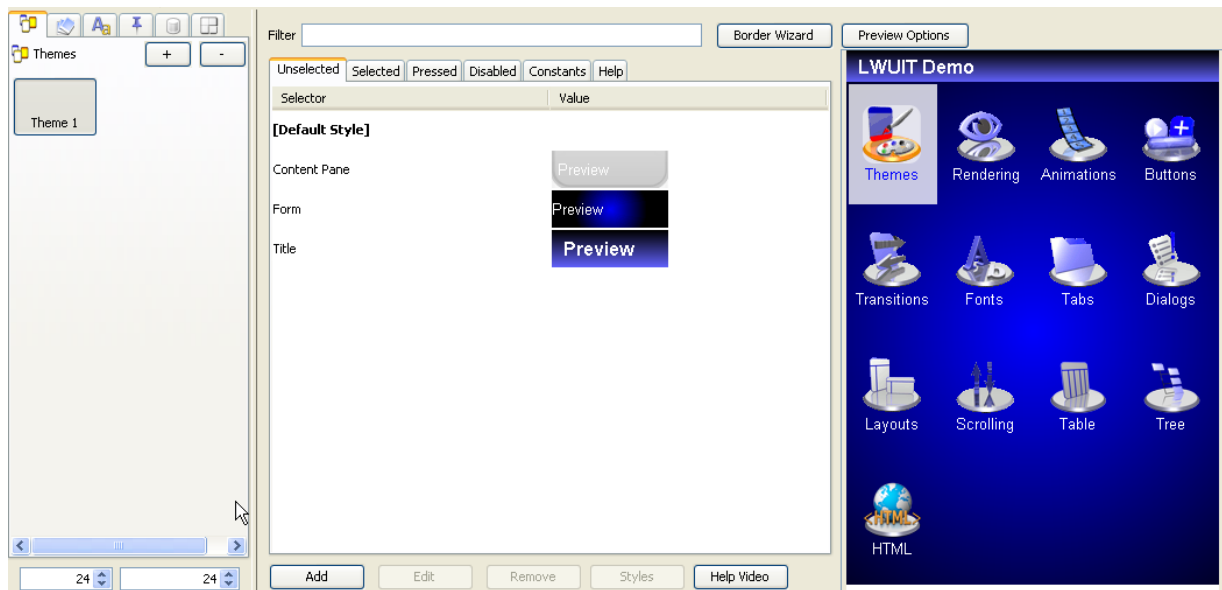 Themes
+ -
Theme 1
24 24
Filter Border Wizard
Unselected Selected Pressed Disabled Constants Help
Selector Value
[Default Style]
Content Pane Preview
Form Preview
Title Preview
Add Edit Remove Styles Help Video
Preview Options
LWUIT Demo
Themes Rendering Animations Buttons
Transitions Fonts Tabs Dialogs
Layouts Scrolling Table Tree
<HTML>
HTML